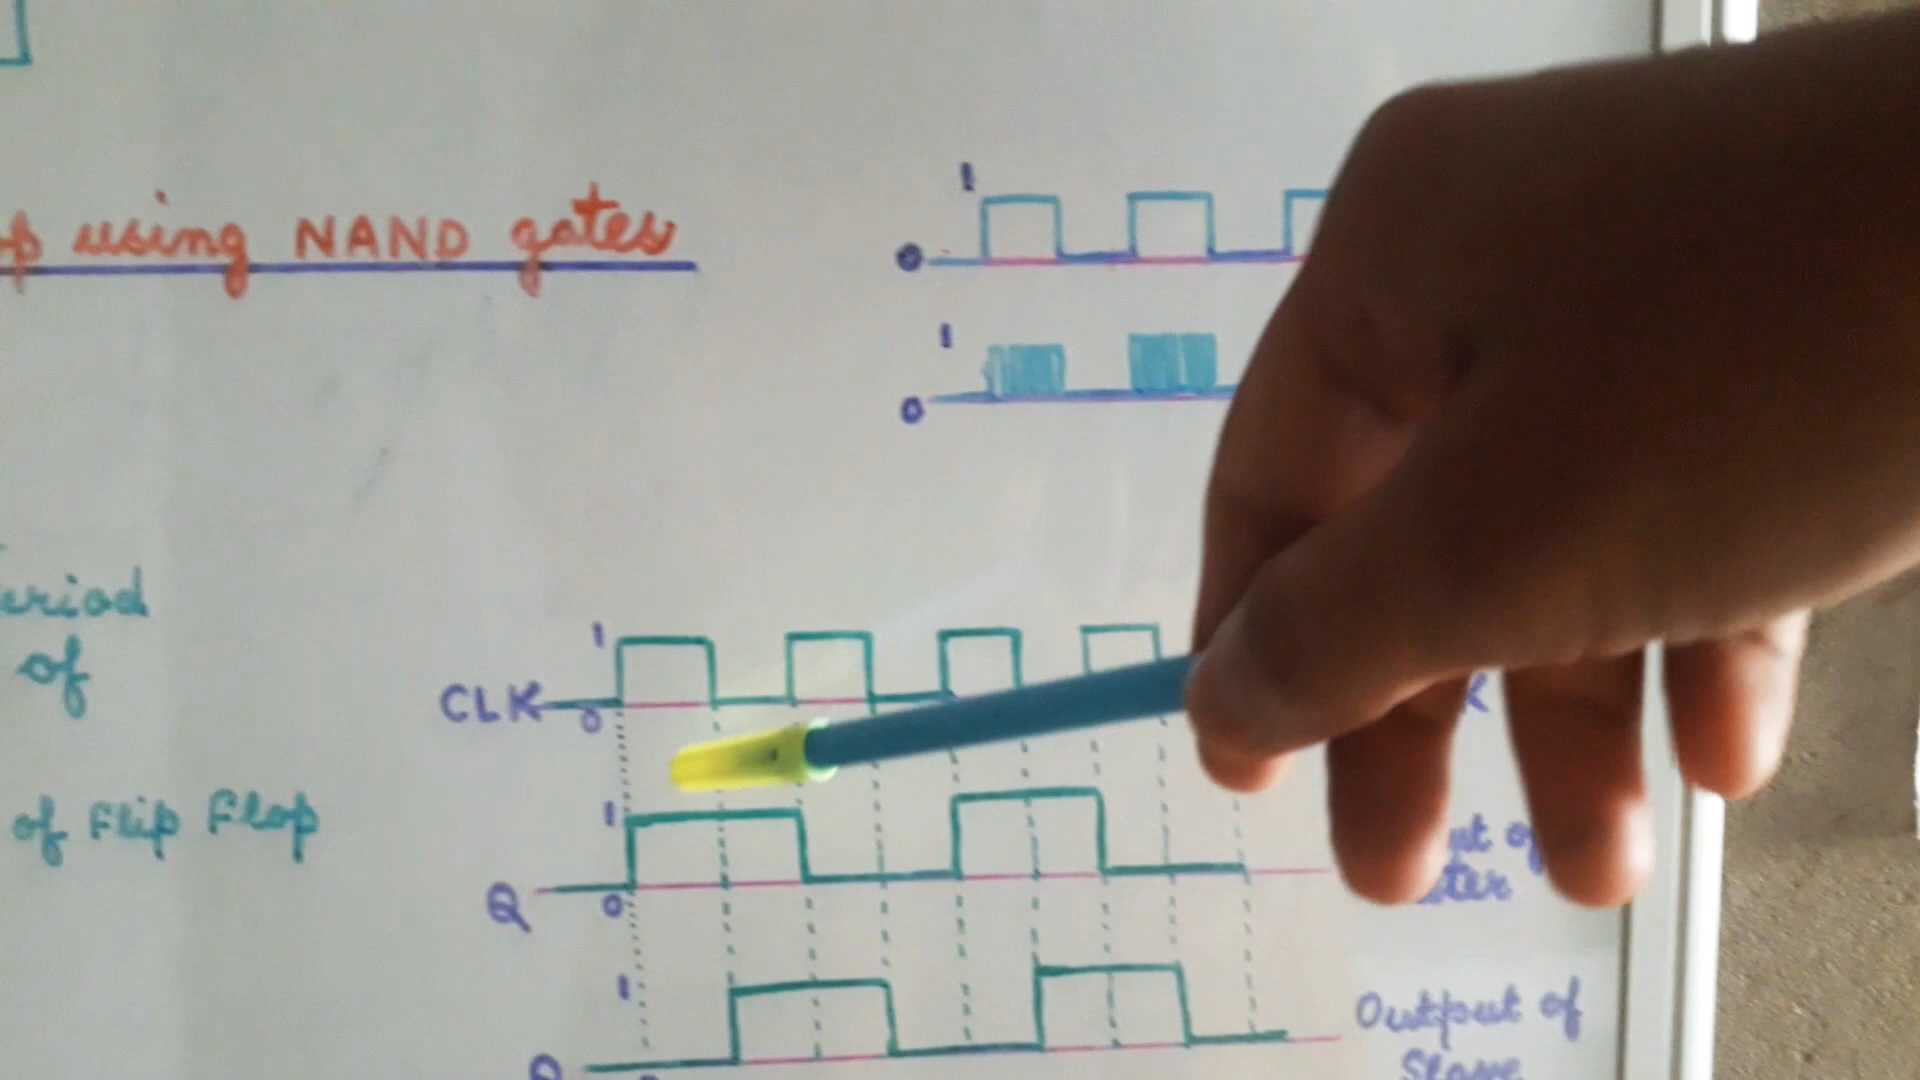 using NAND gates
1
0
1
0
of
1
CLK
0
of Flip Flop
1
Q
0
1
Output of
Slave